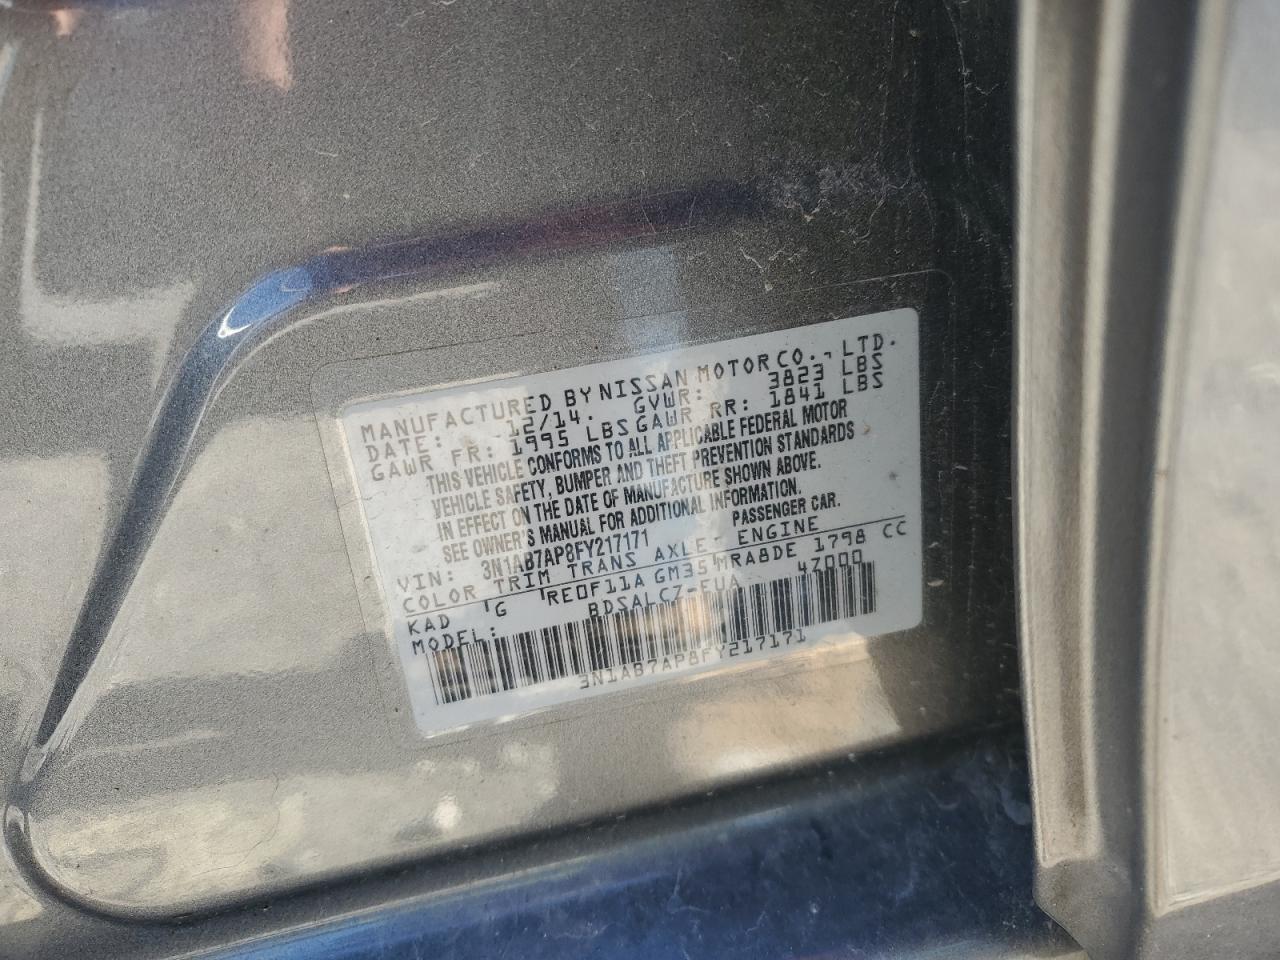 MANUFACTURED BY NISSAN MOTOR CO., LTD.
DATE: 12/14. GVWR: 3823 LBS
GAWR FR: 1995 LBS GAWR RR: 1841 LBS
THIS VEHICLE CONFORMS TO ALL APPLICABLE FEDERAL MOTOR
VEHICLE SAFETY, BUMPER AND THEFT PREVENTION STANDARDS
IN EFFECT ON THE DATE OF MANUFACTURE SHOWN ABOVE.
SEE OWNER'S MANUAL FOR ADDITIONAL INFORMATION.
VIN: 3N1AB7AP8FY217171 PASSENGER CAR.
COLOR TRIM TRANS AXLE ENGINE
KAD G RE0F11A GM35 MRA8DE 1798 CC
MODEL: BDSALCZ-EUA 47000
3N1AB7AP8FY217171